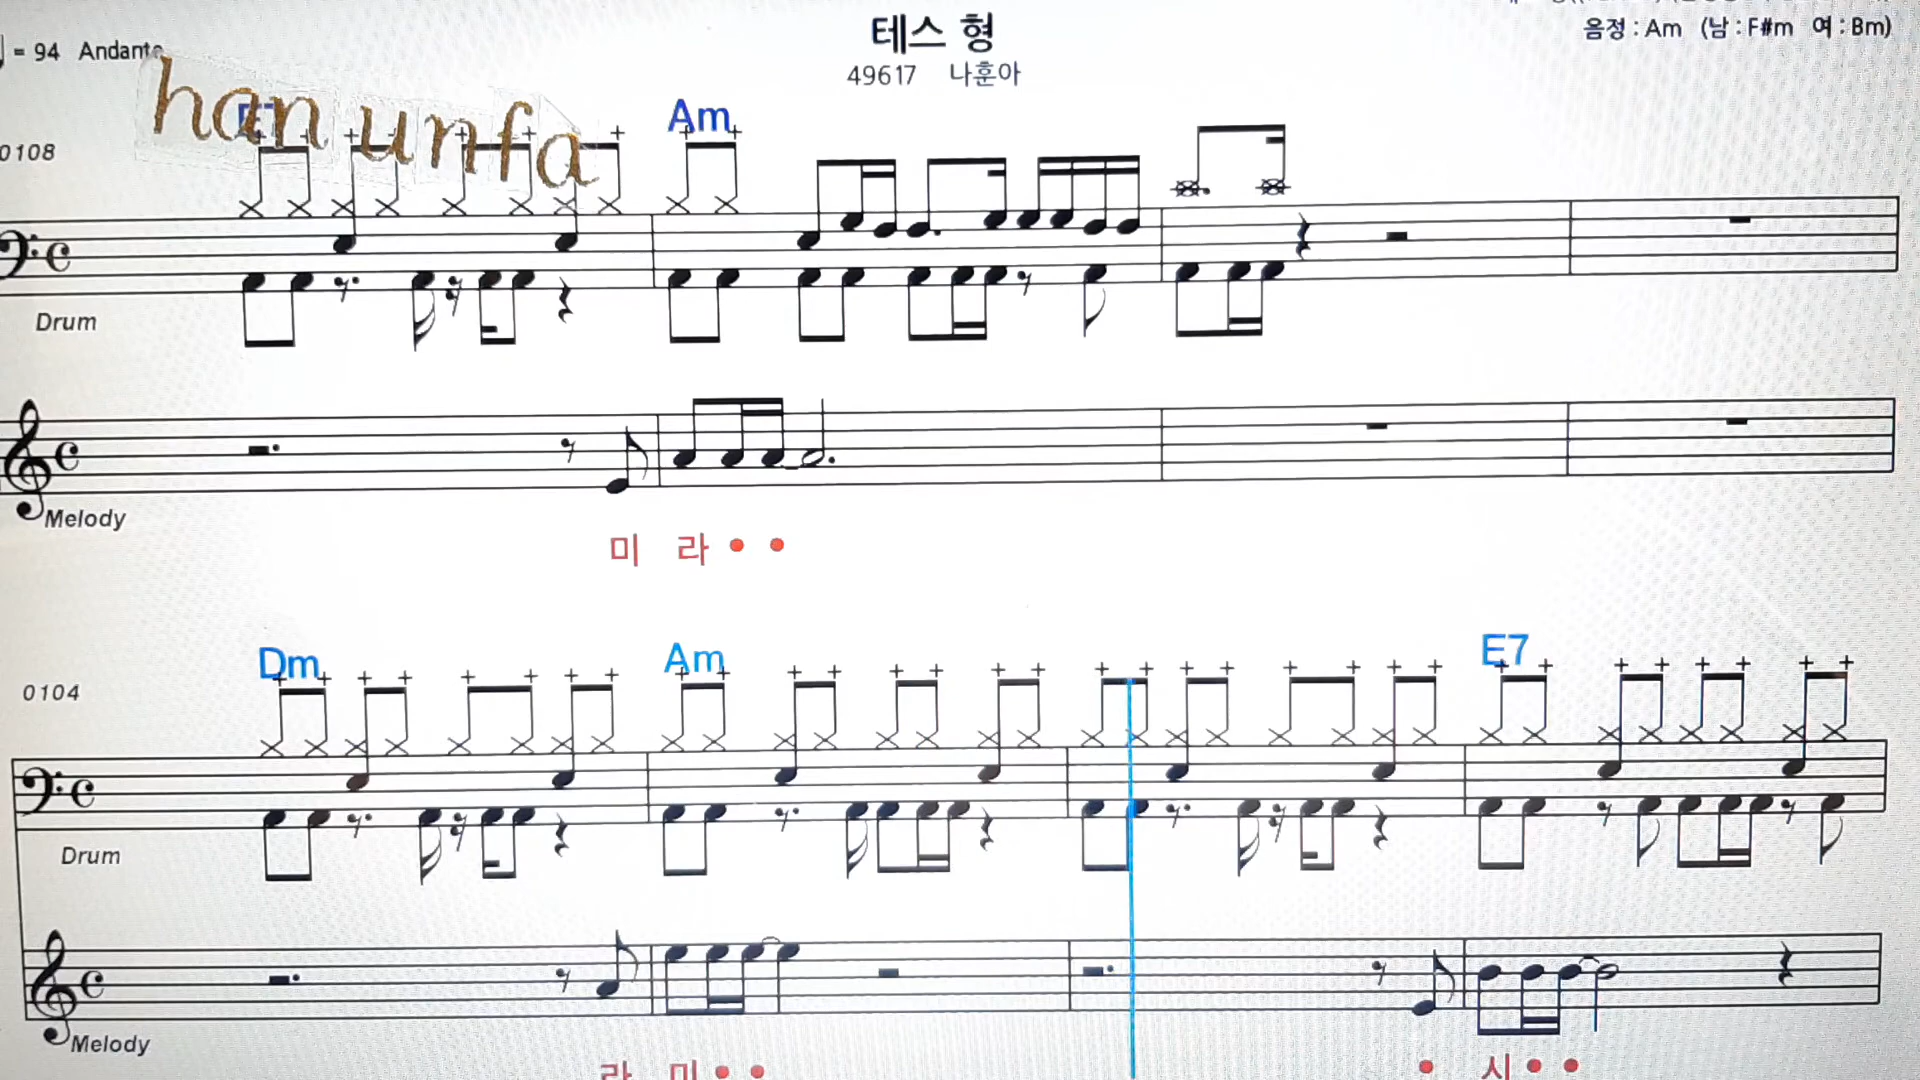 테스 형
음정 : Am (남 : F#m 여 : Bm)
= 94 Andante
49617 나훈아
han unfa
Am
0108
Drum
Melody
미 라 • •
Dm Am E7
0104
Drum
Melody
라 미 • • • 시 • •